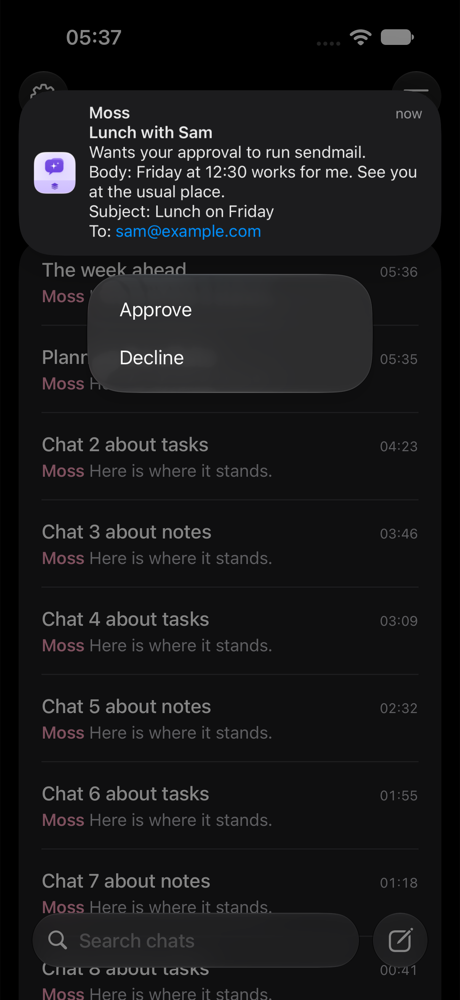 05:37
Moss
now
Lunch with Sam
Wants your approval to run sendmail.
Body: Friday at 12:30 works for me. See you
at the usual place.
Subject: Lunch on Friday
To: sam@example.com
The week ahead
05:36
Moss
Approve
Decline
Plann
05:35
Moss
Chat 2 about tasks
04:23
Moss Here is where it stands.
Chat 3 about notes
03:46
Moss Here is where it stands.
Chat 4 about tasks
03:09
Moss Here is where it stands.
Chat 5 about notes
02:32
Moss Here is where it stands.
Chat 6 about tasks
01:55
Moss Here is where it stands.
Chat 7 about notes
01:18
Moss Here is where it stands.
Search chats
Chat 8 about tasks
00:41